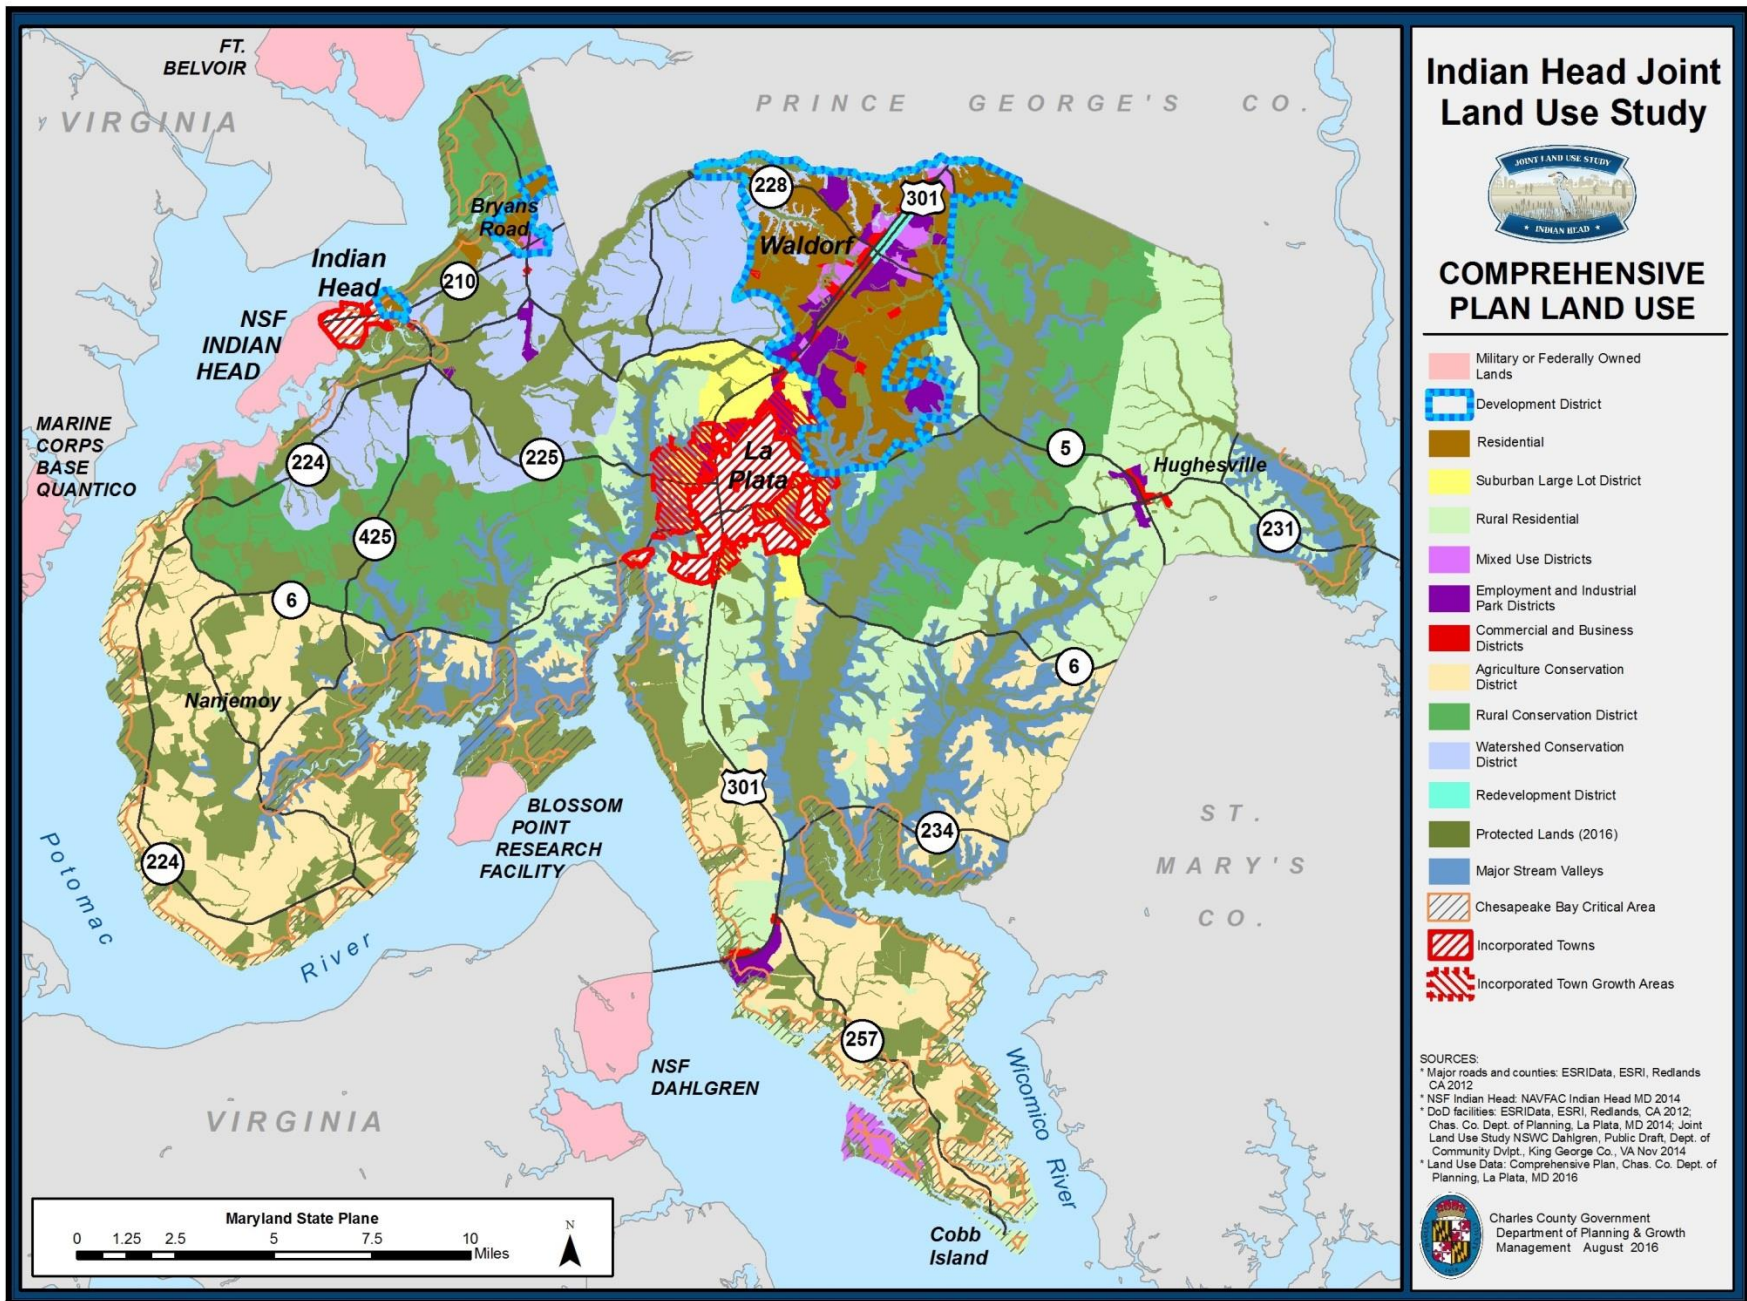 FT.
BELVOIR
VIRGINIA
PRINCE GEORGE'S CO.
228
301
Bryans
Road
Waldorf
Indian
Head
210
NSF
INDIAN
HEAD
MARINE
CORPS
BASE
QUANTICO
224
225
La
Plata
5
Hughesville
425
231
6
6
Nanjemoy
301
BLOSSOM
POINT
RESEARCH
FACILITY
234
224
Potomac
River
ST.
MARY'S
CO.
257
NSF
DAHLGREN
VIRGINIA
Wicomico
River
Cobb
Island
Maryland State Plane
0 1.25 2.5 5 7.5 10
Miles
N
Indian Head Joint
Land Use Study
JOINT LAND USE STUDY
INDIAN HEAD
COMPREHENSIVE
PLAN LAND USE
Military or Federally Owned
Lands
Development District
Residential
Suburban Large Lot District
Rural Residential
Mixed Use Districts
Employment and Industrial
Park Districts
Commercial and Business
Districts
Agriculture Conservation
District
Rural Conservation District
Watershed Conservation
District
Redevelopment District
Protected Lands (2016)
Major Stream Valleys
Chesapeake Bay Critical Area
Incorporated Towns
Incorporated Town Growth Areas
SOURCES:
* Major roads and counties: ESRIData, ESRI, Redlands
CA 2012
* NSF Indian Head: NAVFAC Indian Head MD 2014
* DoD facilities: ESRIData, ESRI, Redlands, CA 2012;
Chas. Co. Dept. of Planning, La Plata, MD 2014; Joint
Land Use Study NSWC Dahlgren, Public Draft, Dept. of
Community Dvlpt., King George Co., VA Nov 2014
* Land Use Data: Comprehensive Plan, Chas. Co. Dept. of
Planning, La Plata, MD 2016
Charles County Government
Department of Planning & Growth
Management August 2016